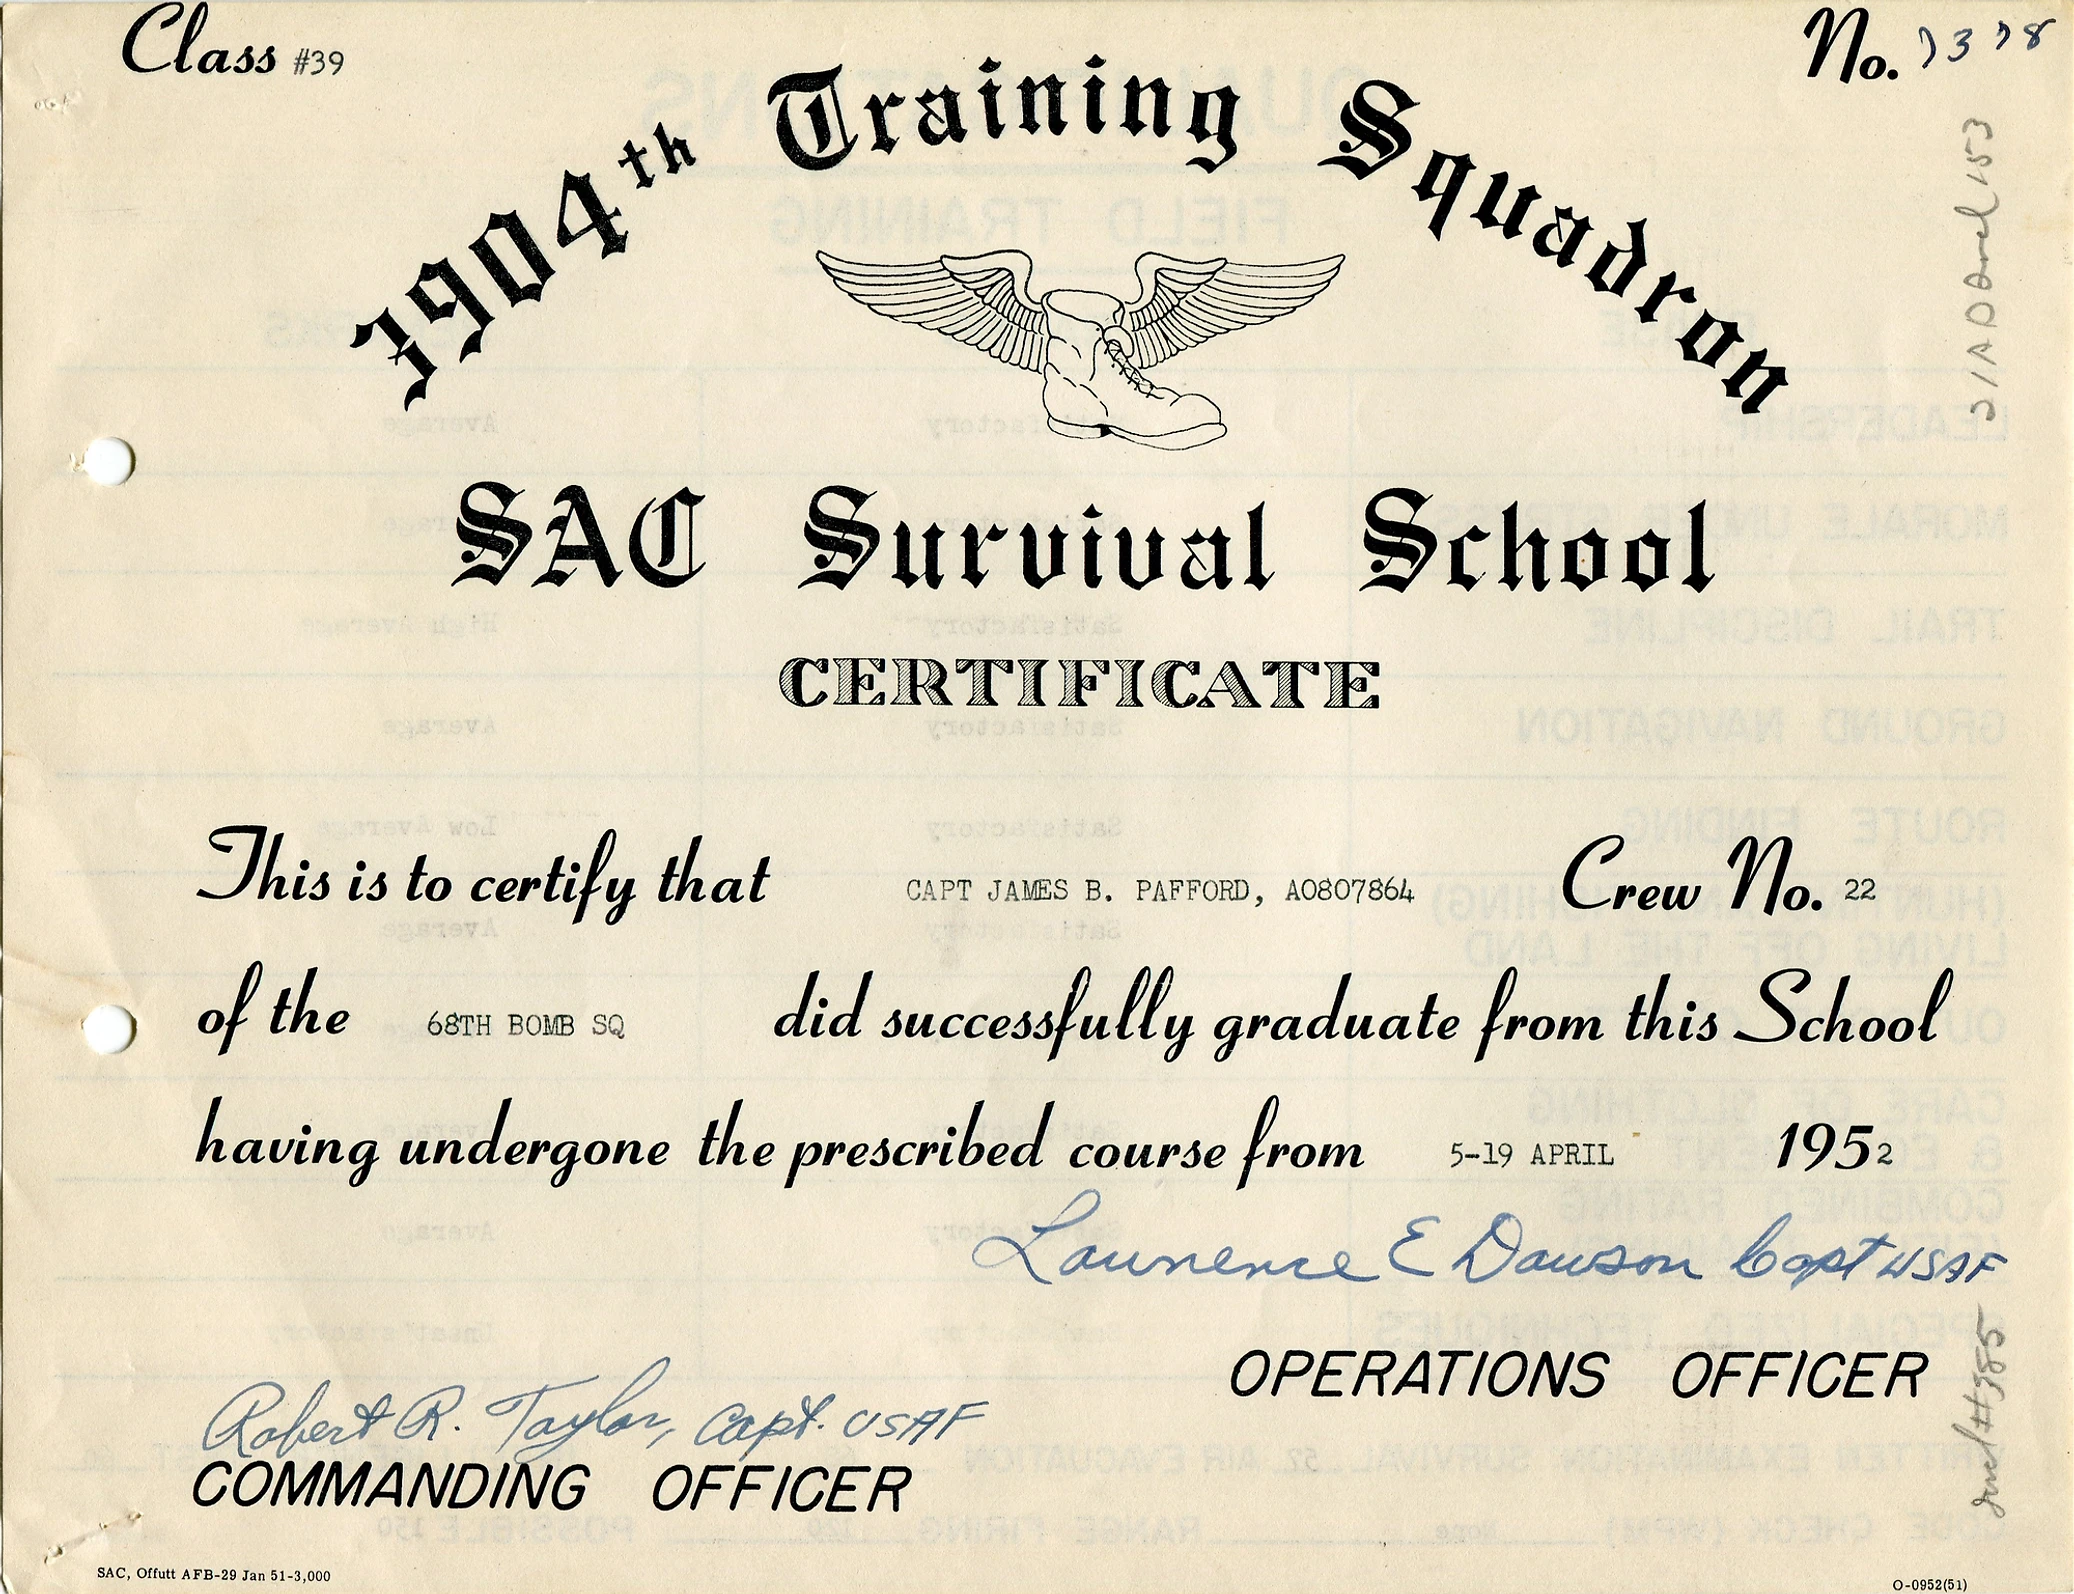 Class #39
No. 7378
3904th Training Squadron
SAC Survival School
CERTIFICATE
This is to certify that CAPT JAMES B. PAFFORD, AO807864 Crew No. 22
of the 68TH BOMB SQ did successfully graduate from this School
having undergone the prescribed course from 5-19 APRIL 1952
Lawrence E Dawson Capt USAF
OPERATIONS OFFICER
Robert R. Taylor, Capt. USAF
COMMANDING OFFICER
SAC, Offutt AFB-29 Jan 51-3,000
O-0952(51)